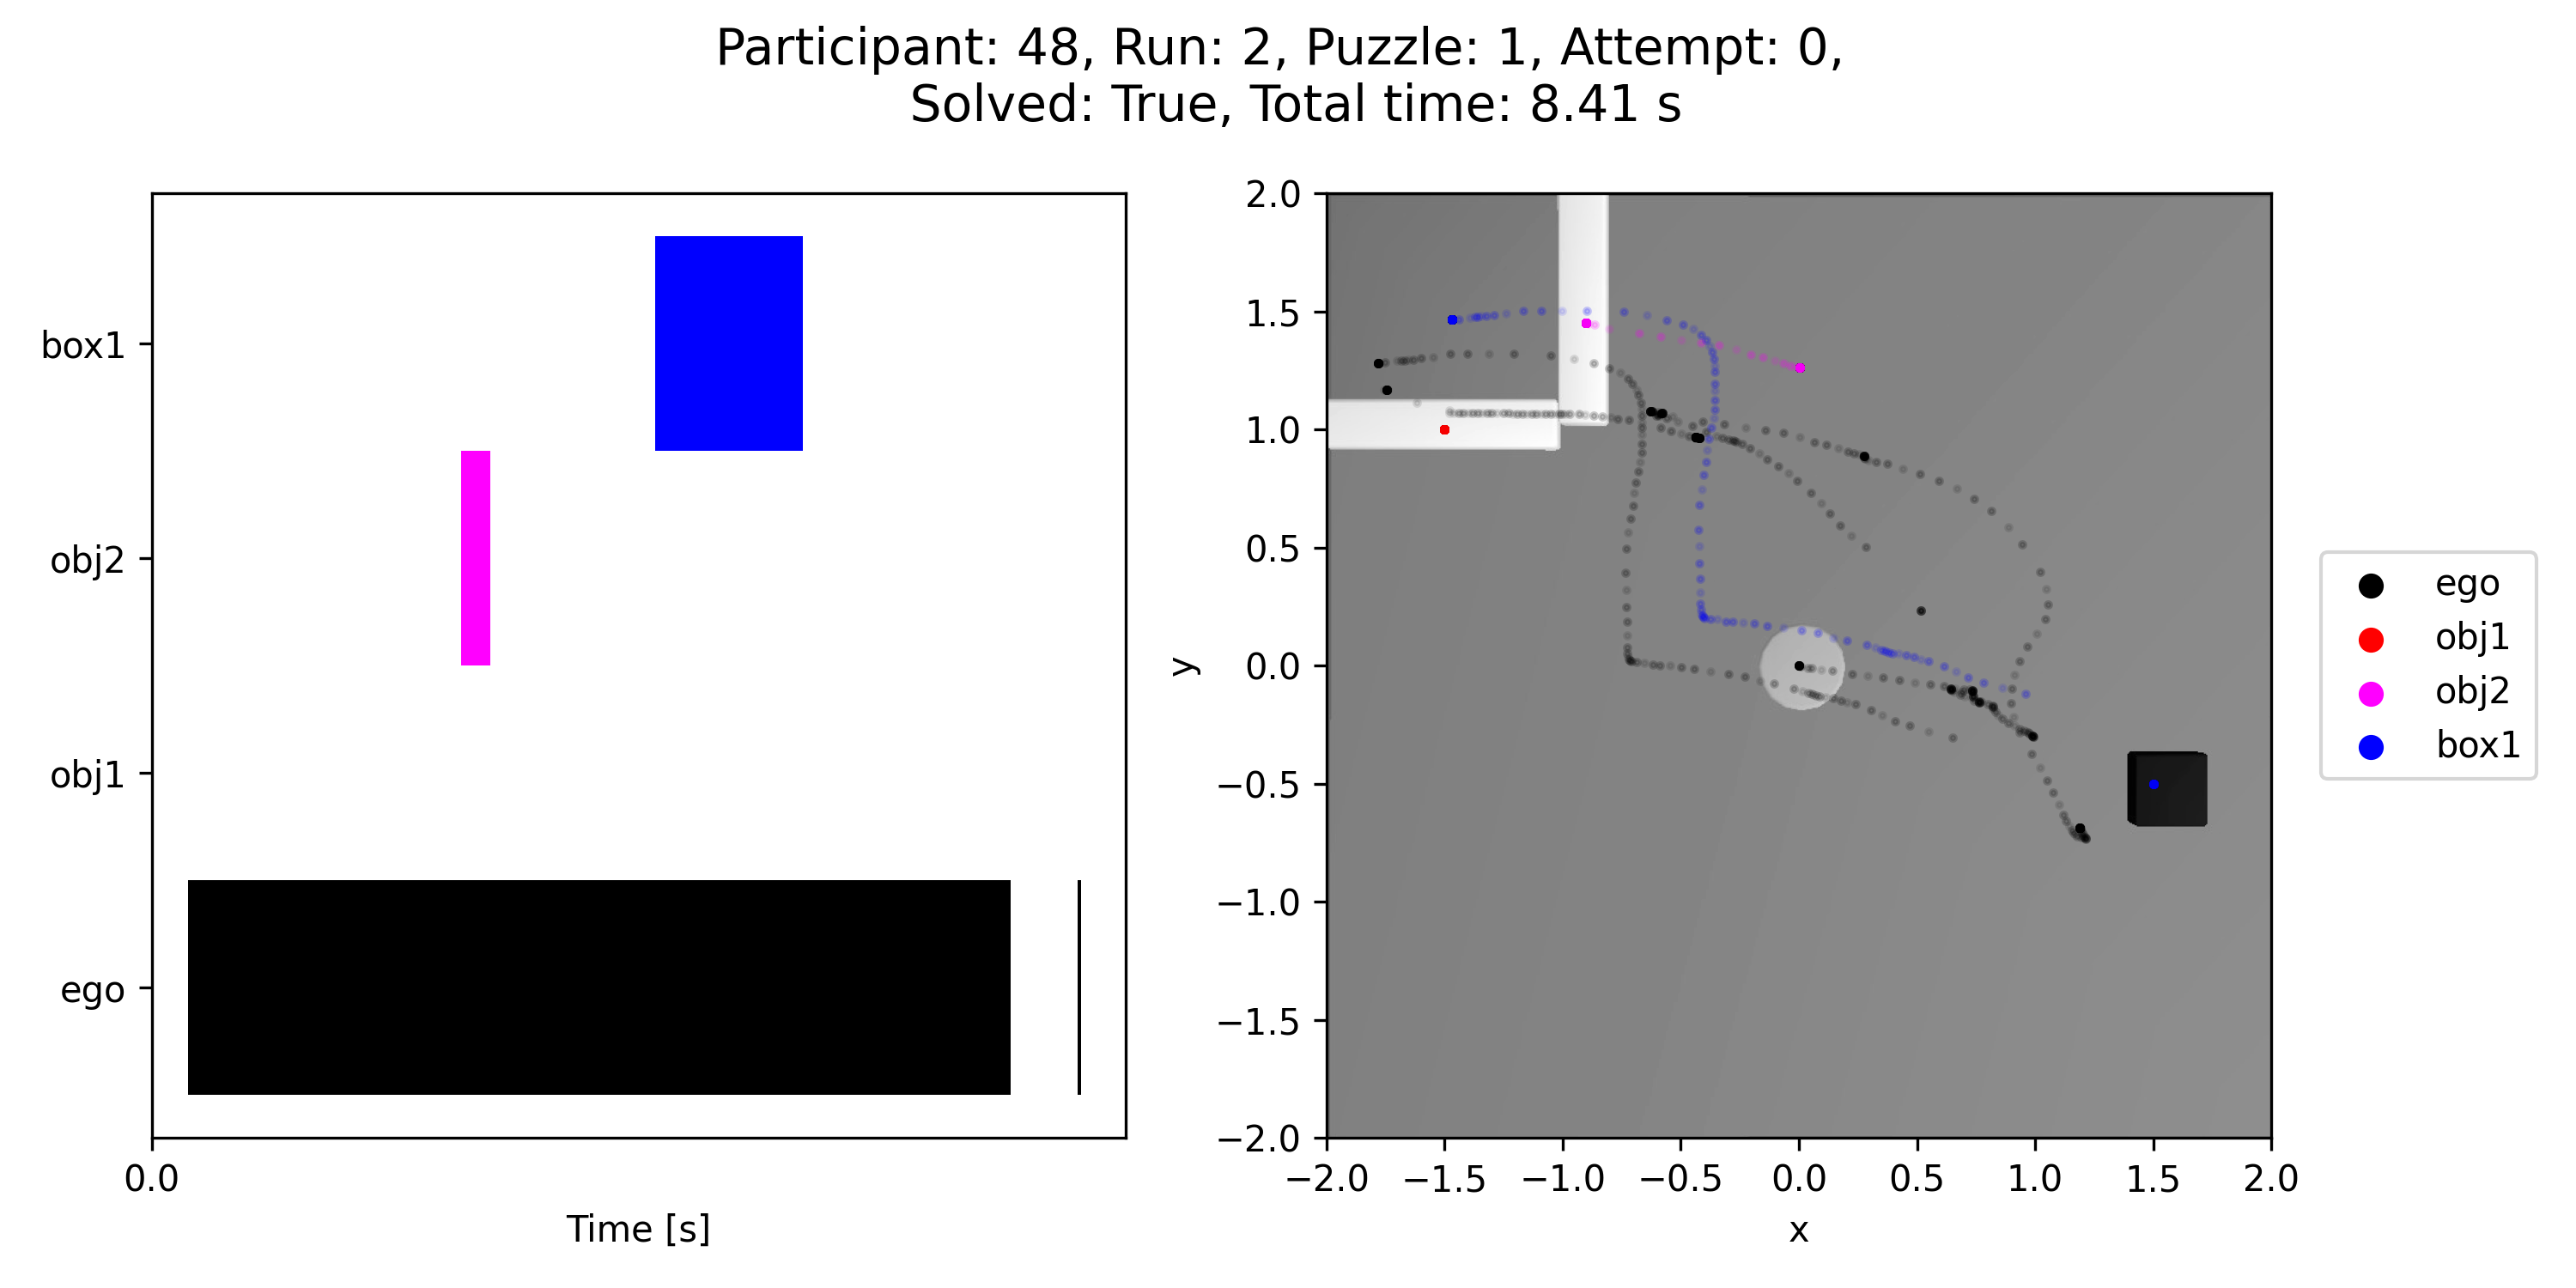 Participant: 48, Run: 2, Puzzle: 1, Attempt: 0,
Solved: True, Total time: 8.41 s
box1
obj2
obj1
ego
0.0
Time [s]
2.0
1.5
1.0
0.5
0.0
−0.5
−1.0
−1.5
−2.0
y
−2.0 −1.5 −1.0 −0.5 0.0 0.5 1.0 1.5 2.0
x
ego
obj1
obj2
box1